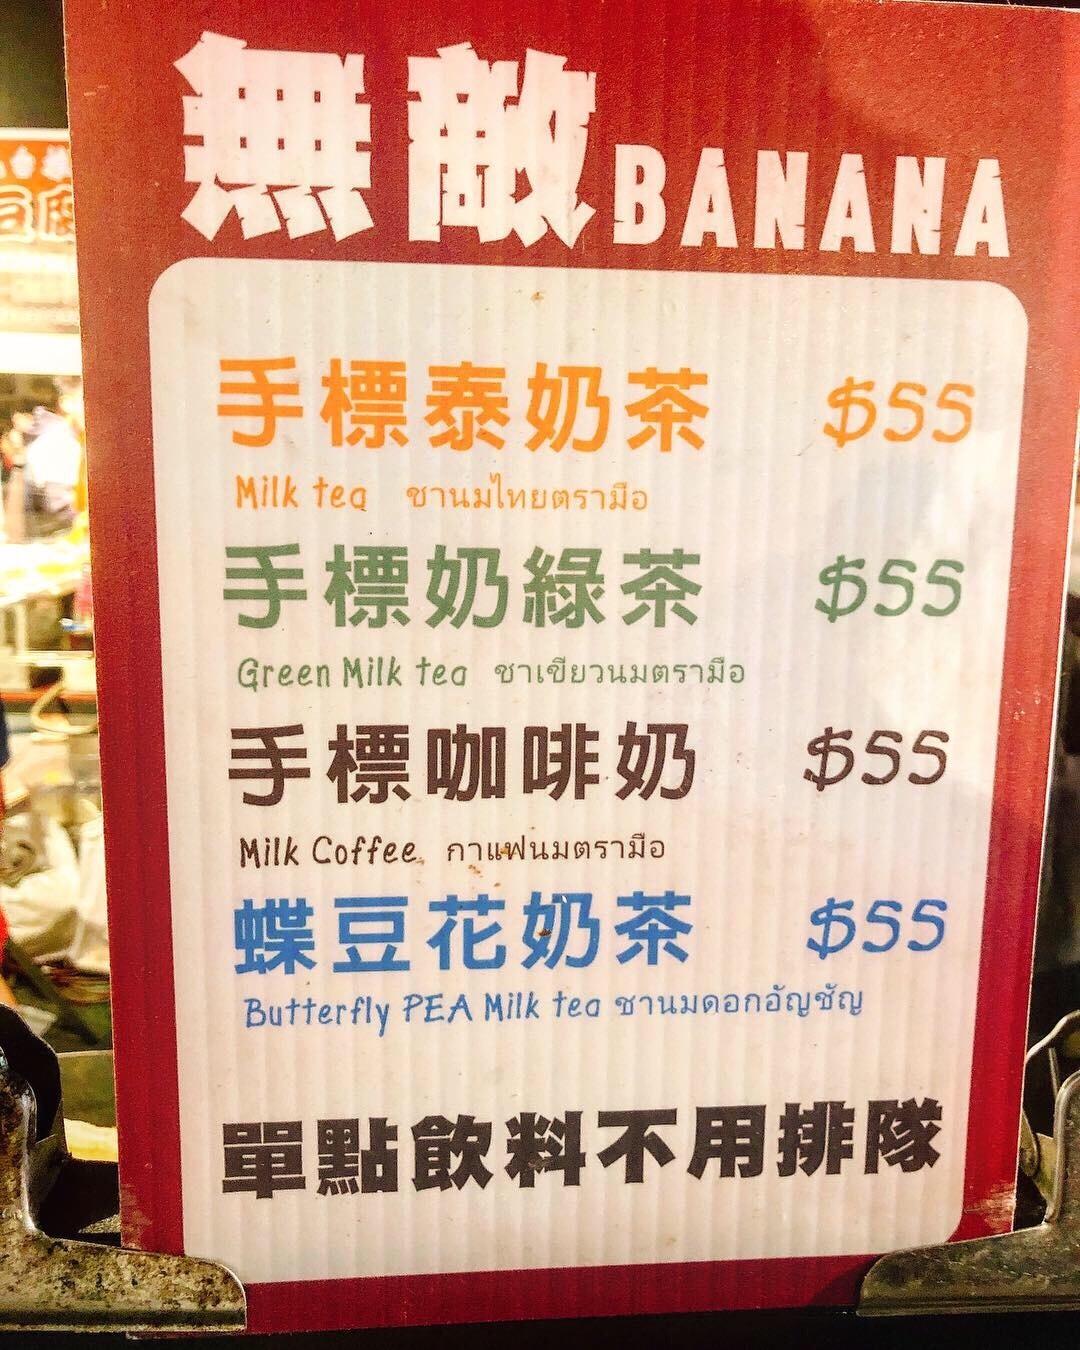 無敵BANANA
手標泰奶茶 $55
Milk tea ชานมไทยตรามือ
手標奶綠茶 $55
Green Milk tea ชาเขียวนมตรามือ
手標咖啡奶 $55
Milk Coffee กาแฟนมตรามือ
蝶豆花奶茶 $55
Butterfly PEA Milk tea ชานมดอกอัญชัญ
單點飲料不用排隊